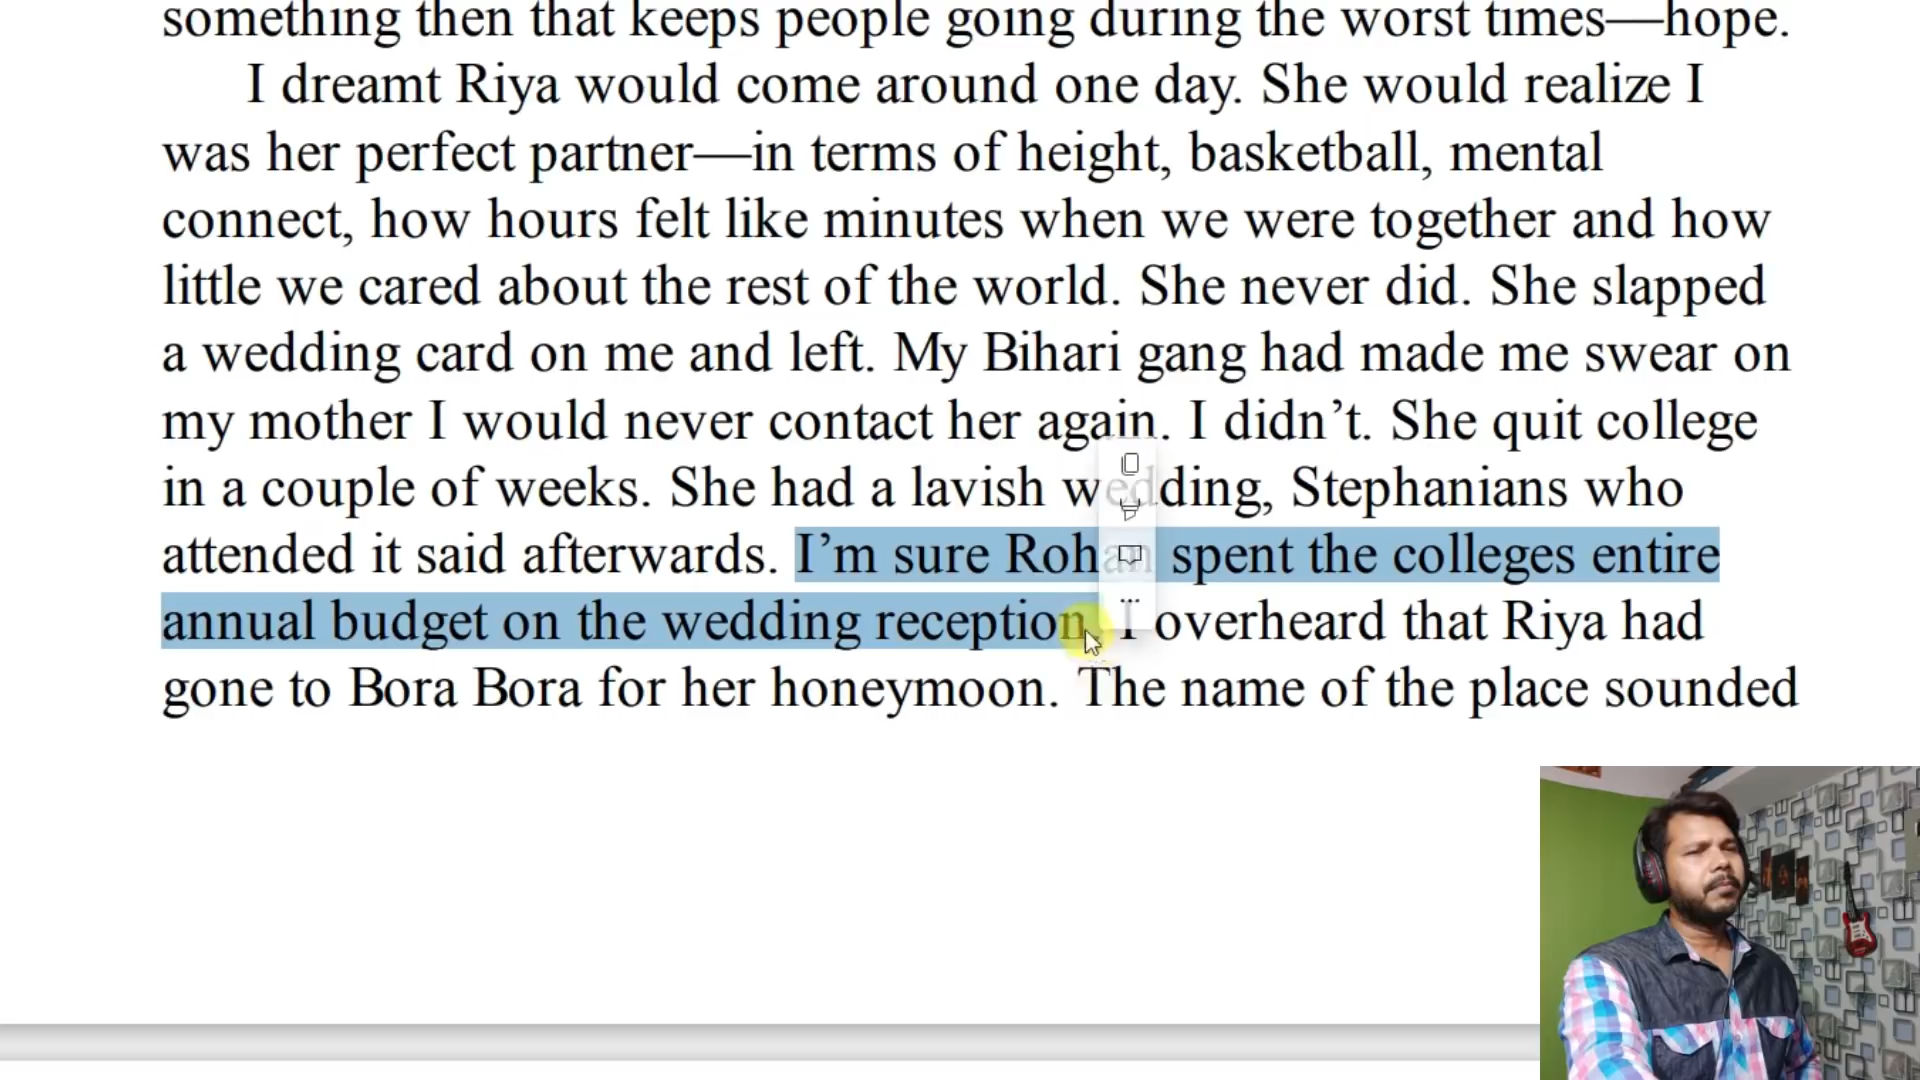 something then that keeps people going during the worst times—hope.
I dreamt Riya would come around one day. She would realize I
was her perfect partner—in terms of height, basketball, mental
connect, how hours felt like minutes when we were together and how
little we cared about the rest of the world. She never did. She slapped
a wedding card on me and left. My Bihari gang had made me swear on
my mother I would never contact her again. I didn’t. She quit college
in a couple of weeks. She had a lavish wedding, Stephanians who
attended it said afterwards. I’m sure Rohan spent the colleges entire
annual budget on the wedding reception. I overheard that Riya had
gone to Bora Bora for her honeymoon. The name of the place sounded